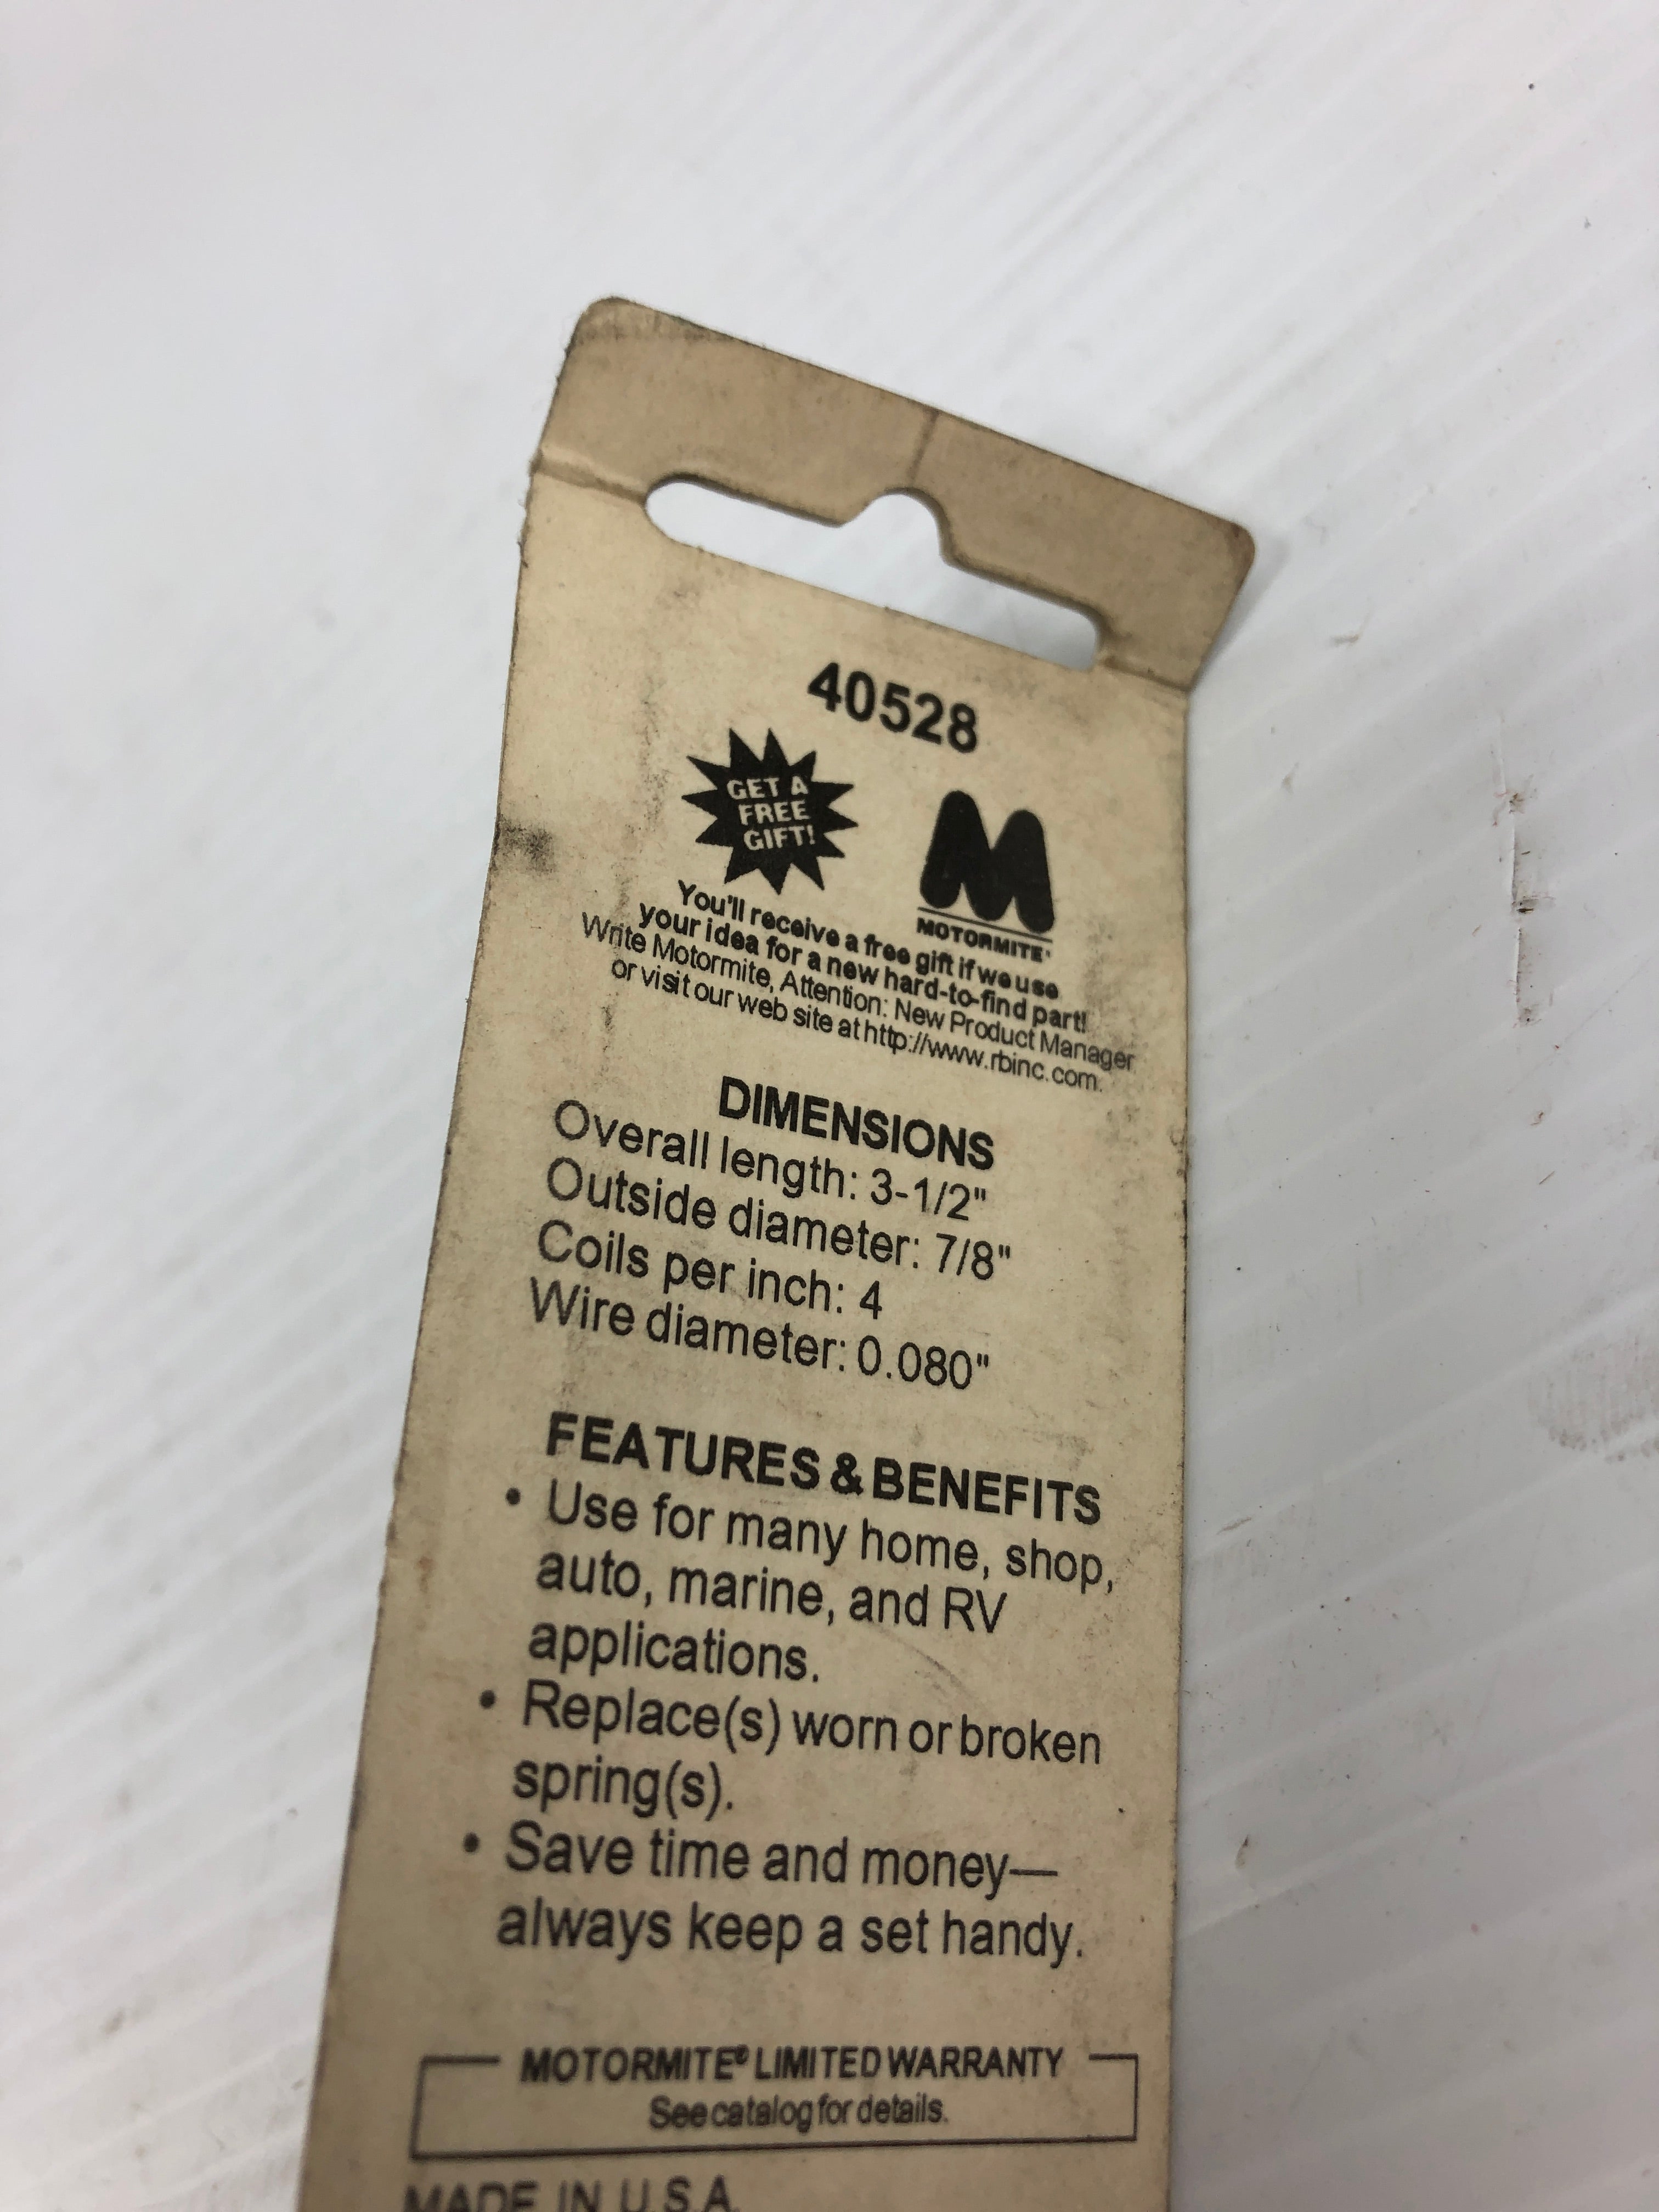 40528
GET A
FREE
GIFT!
MOTORMITE®
You'll receive a free gift if we use
your idea for a new hard-to-find part!
Write Motormite, Attention: New Product Manager
or visit our web site at http://www.rbinc.com.
DIMENSIONS
Overall length: 3-1/2"
Outside diameter: 7/8"
Coils per inch: 4
Wire diameter: 0.080"
FEATURES & BENEFITS
• Use for many home, shop,
auto, marine, and RV
applications.
• Replace(s) worn or broken
spring(s).
• Save time and money—
always keep a set handy.
MOTORMITE® LIMITED WARRANTY
See catalog for details.
MADE IN U.S.A.